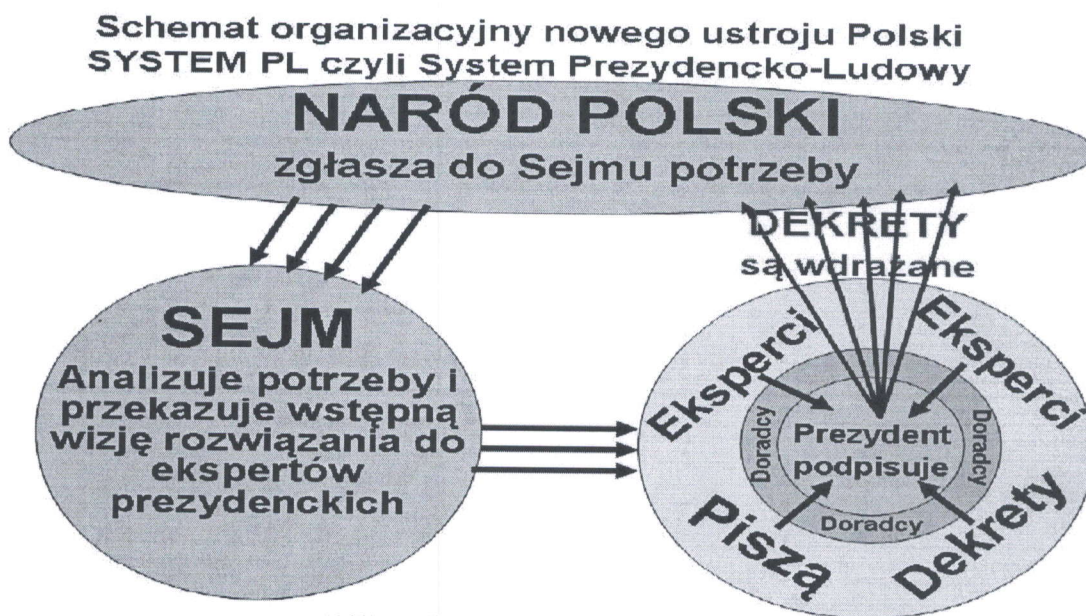 Schemat organizacyjny nowego ustroju Polski
SYSTEM PL czyli System Prezydencko-Ludowy
NARÓD POLSKI
zgłasza do Sejmu potrzeby
DEKRETY
są wdrażane
SEJM
Analizuje potrzeby i
przekazuje wstępną
wizję rozwiązania do
ekspertów
prezydenckich
Eksperci
Eksperci
Doradcy
Doradcy
Prezydent
podpisuje
Doradcy
Piszą
Dekrety